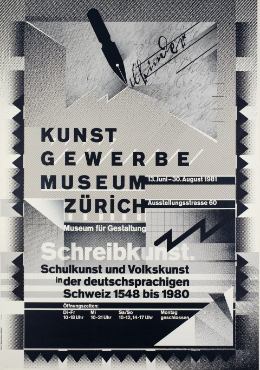 KUNST
GEWERBE
MUSEUM
ZÜRICH
13. Juni–30. August 1981
Ausstellungsstrasse 60
Museum für Gestaltung
Schreibkunst.
Schulkunst und Volkskunst
in der deutschsprachigen
Schweiz 1548 bis 1980
Öffnungszeiten:
Di-Fr Mi Sa/So Montag
10-18 Uhr 10-21 Uhr 10-12, 14-17 Uhr geschlossen